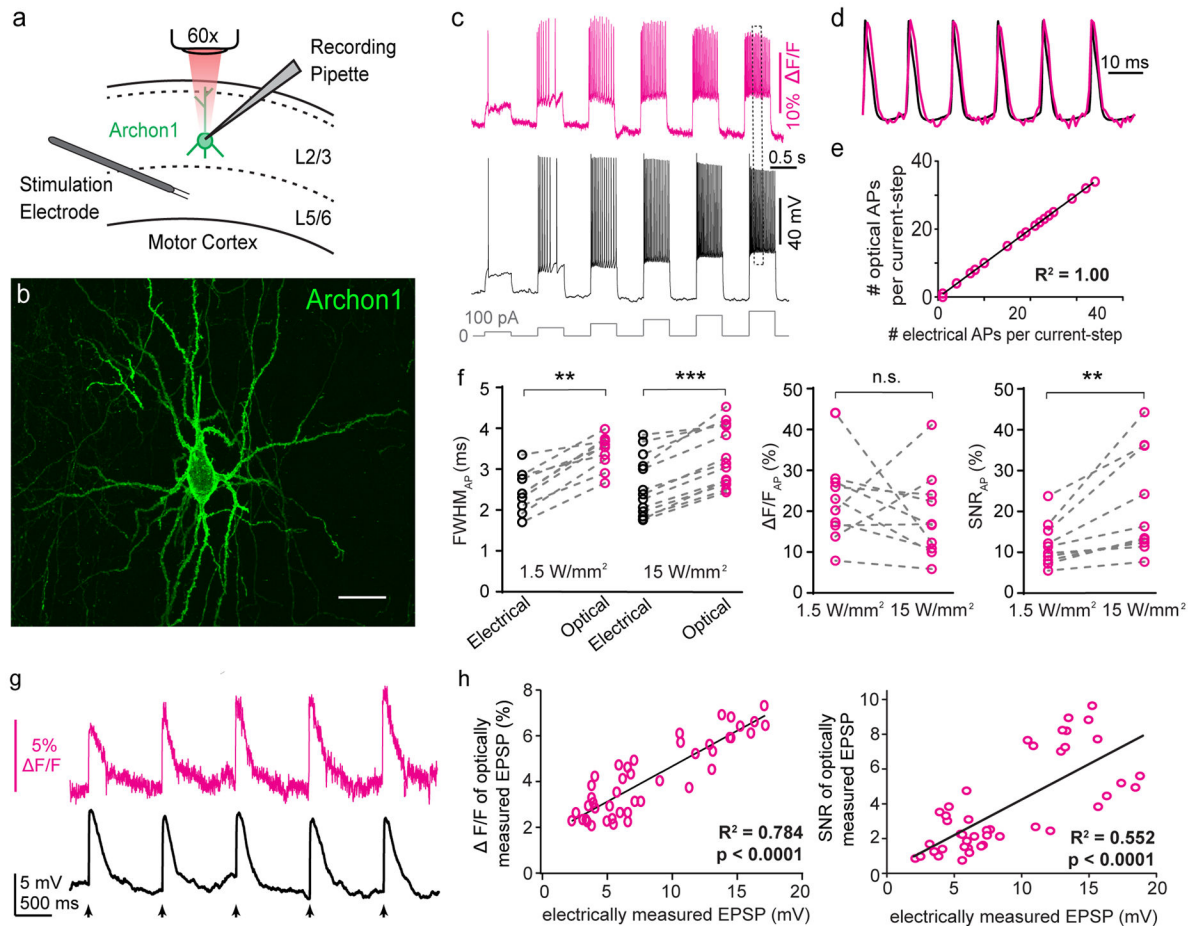 a
60x
Recording
Pipette
Archon1
L2/3
Stimulation
Electrode
L5/6
Motor Cortex
b
Archon1
c
10% ΔF/F
0.5 s
40 mV
100 pA
0
d
10 ms
e
# optical APs
per current-step
40
20
0
0
20
40
R² = 1.00
# electrical APs per current-step
f
** ***
FWHM_AP (ms)
5
4
3
2
1
0
1.5 W/mm² 15 W/mm²
Electrical Optical Electrical Optical
n.s.
ΔF/F_AP (%)
50
40
30
20
10
0
1.5 W/mm² 15 W/mm²
**
SNR_AP (%)
50
40
30
20
10
0
1.5 W/mm² 15 W/mm²
g
5%
ΔF/F
5 mV
500 ms
h
Δ F/F of optically
measured EPSP (%)
8
6
4
2
0
R² = 0.784
p < 0.0001
0 5 10 15 20
electrically measured EPSP (mV)
SNR of optically
measured EPSP
10
8
6
4
2
0
R² = 0.552
p < 0.0001
0 5 10 15 20
electrically measured EPSP (mV)